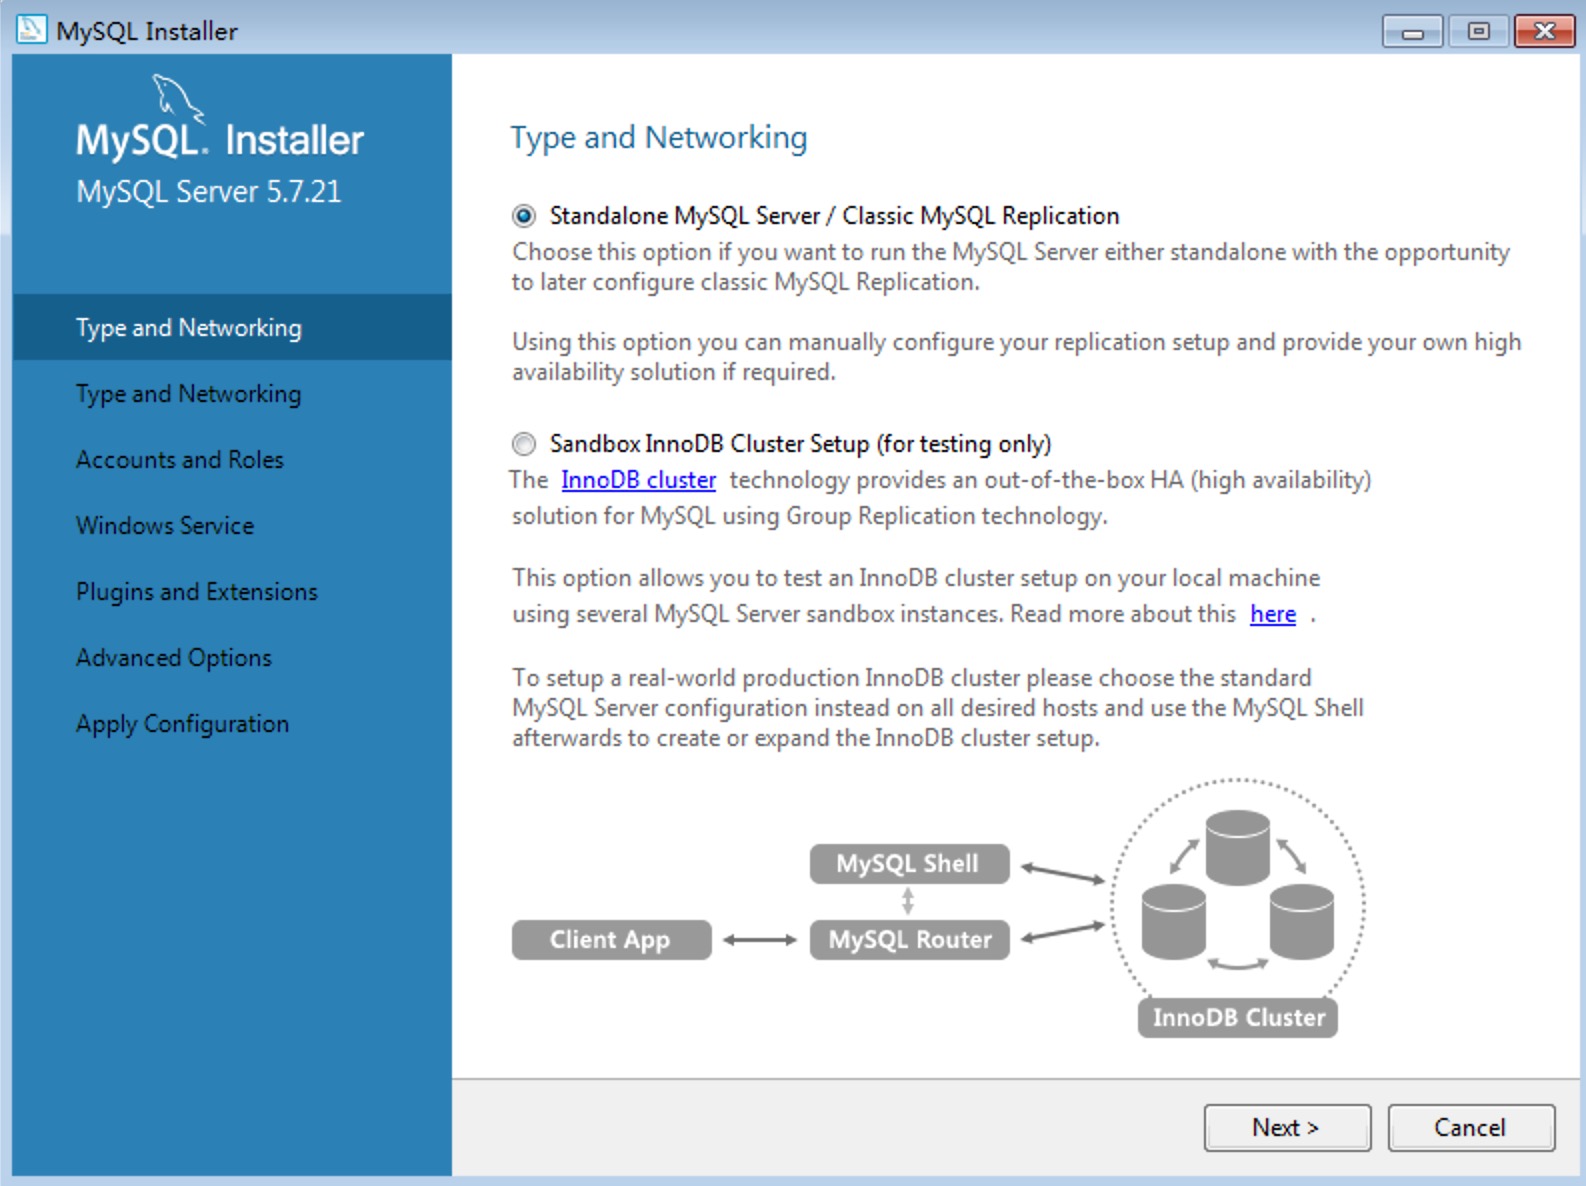 MySQL Installer
MySQL. Installer
MySQL Server 5.7.21
Type and Networking
Type and Networking
Accounts and Roles
Windows Service
Plugins and Extensions
Advanced Options
Apply Configuration
Type and Networking
Standalone MySQL Server / Classic MySQL Replication
Choose this option if you want to run the MySQL Server either standalone with the opportunity
to later configure classic MySQL Replication.
Using this option you can manually configure your replication setup and provide your own high
availability solution if required.
Sandbox InnoDB Cluster Setup (for testing only)
The InnoDB cluster technology provides an out-of-the-box HA (high availability)
solution for MySQL using Group Replication technology.
This option allows you to test an InnoDB cluster setup on your local machine
using several MySQL Server sandbox instances. Read more about this here .
To setup a real-world production InnoDB cluster please choose the standard
MySQL Server configuration instead on all desired hosts and use the MySQL Shell
afterwards to create or expand the InnoDB cluster setup.
MySQL Shell
Client App
MySQL Router
InnoDB Cluster
Next >
Cancel